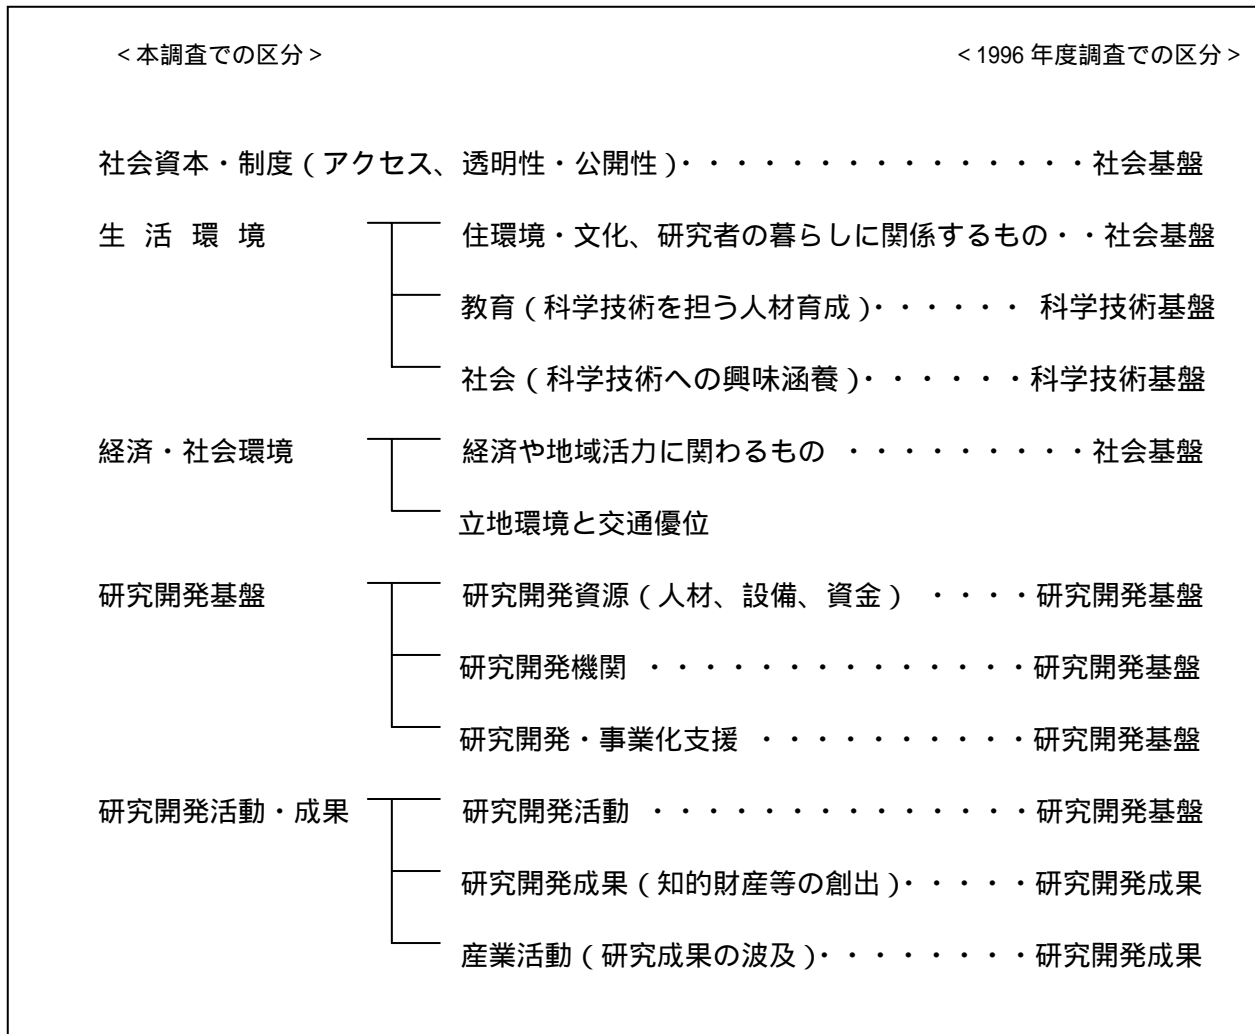 ＜本調査での区分＞ ＜1996 年度調査での区分＞
社会資本・制度（アクセス、透明性・公開性）・・・・・・・・・・・・・・・社会基盤
生 活 環 境 住環境・文化、研究者の暮らしに関係するもの・・社会基盤
教育（科学技術を担う人材育成）・・・・・・ 科学技術基盤
社会（科学技術への興味涵養）・・・・・・科学技術基盤
経済・社会環境 経済や地域活力に関わるもの ・・・・・・・・・社会基盤
立地環境と交通優位
研究開発基盤 研究開発資源（人材、設備、資金） ・・・・研究開発基盤
研究開発機関 ・・・・・・・・・・・・・・研究開発基盤
研究開発・事業化支援 ・・・・・・・・・・研究開発基盤
研究開発活動・成果 研究開発活動 ・・・・・・・・・・・・・・研究開発基盤
研究開発成果（知的財産等の創出）・・・・・研究開発成果
産業活動（研究成果の波及）・・・・・・・・研究開発成果